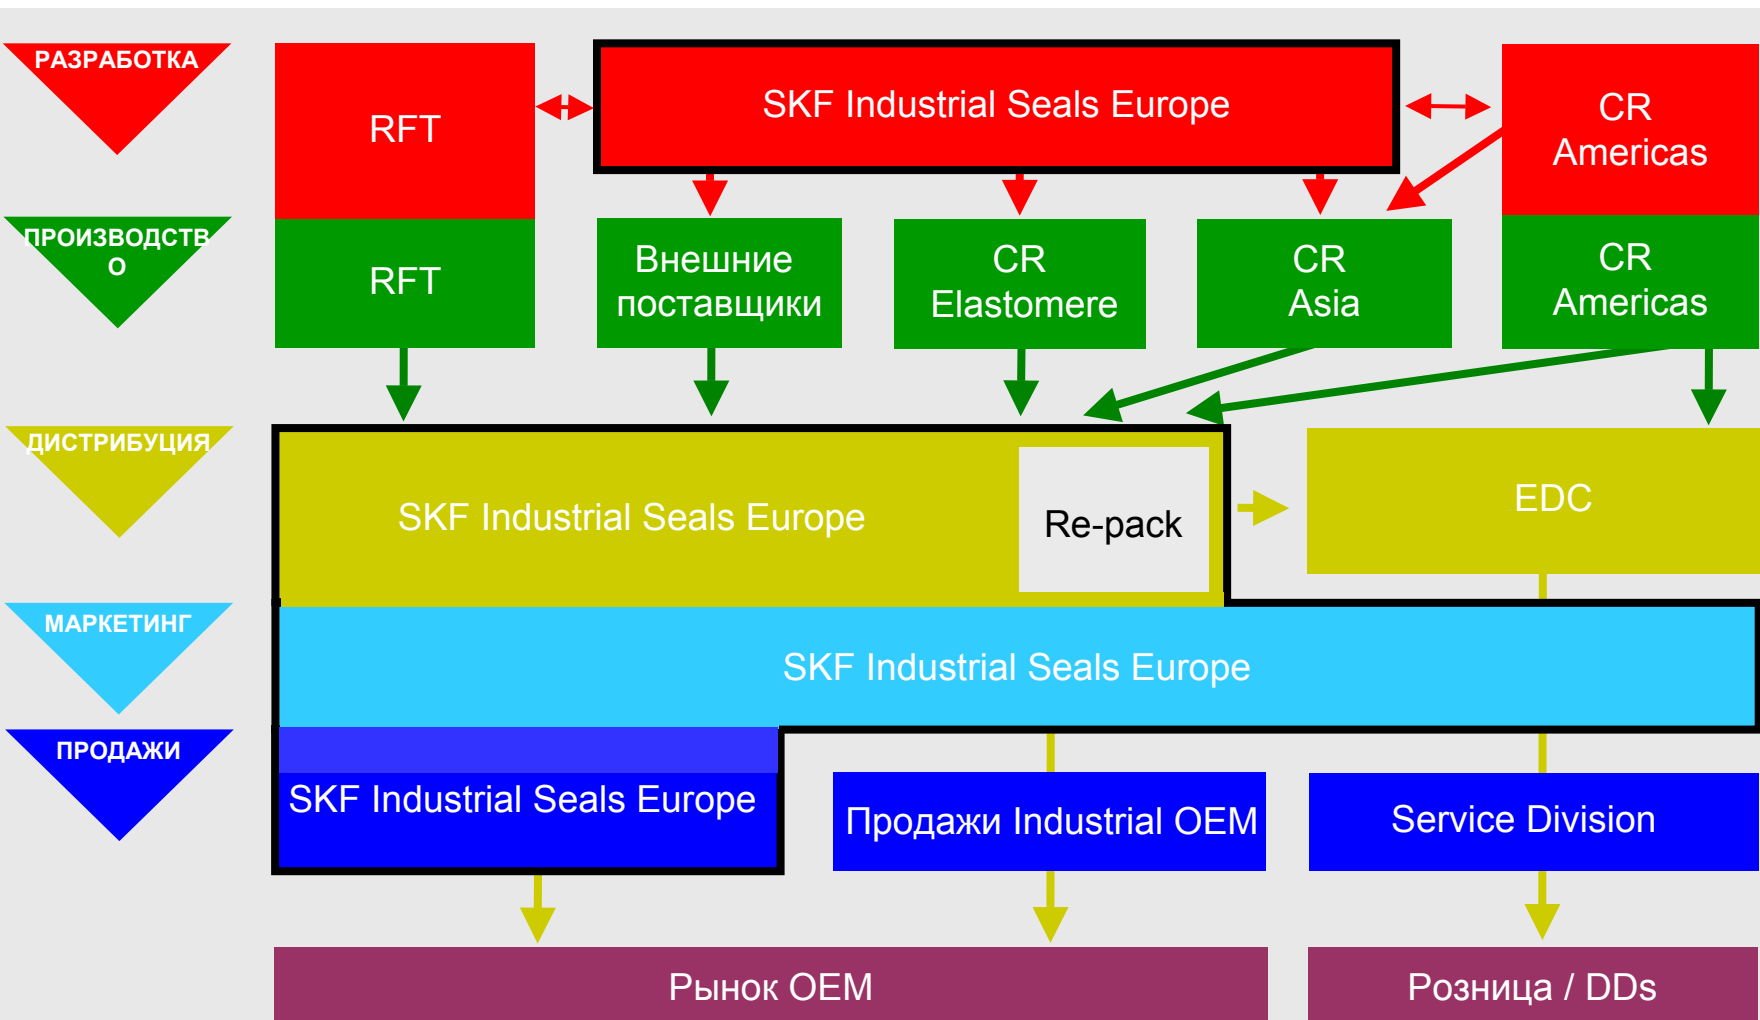 РАЗРАБОТКА
RFT
SKF Industrial Seals Europe
CR
Americas
ПРОИЗВОДСТВ
О
RFT
Внешние
поставщики
CR
Elastomere
CR
Asia
CR
Americas
ДИСТРИБУЦИЯ
SKF Industrial Seals Europe
Re-pack
EDC
МАРКЕТИНГ
SKF Industrial Seals Europe
ПРОДАЖИ
SKF Industrial Seals Europe
Продажи Industrial OEM
Service Division
Рынок OEM
Розница / DDs